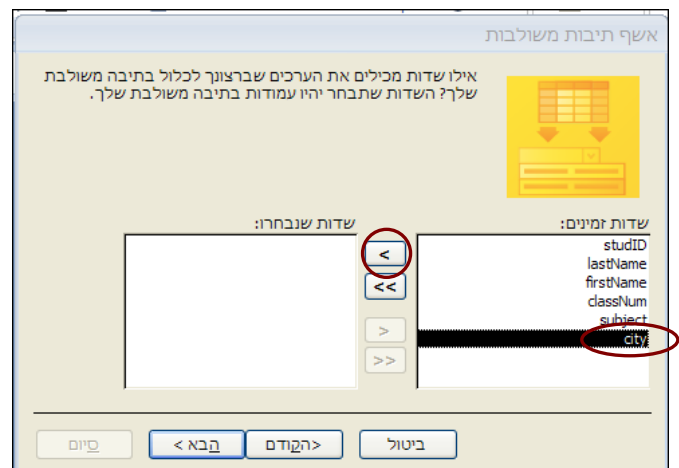 אשף תיבות משולבות
אילו שדות מכילים את הערכים שברצונך לכלול בתיבה משולבת
שלך? השדות שתבחר יהיו עמודות בתיבה משולבת שלך.
שדות זמינים:
studID
lastName
firstName
classNum
subject
city
<
<<
>
>>
שדות שנבחרו:
ביטול
<הקודם
הבא >
סיום